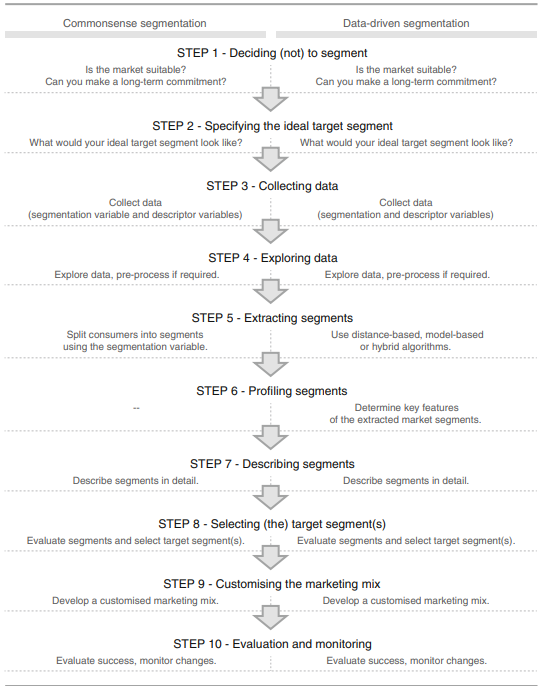 Commonsense segmentation
Data-driven segmentation
STEP 1 - Deciding (not) to segment
Is the market suitable?
Can you make a long-term commitment?
Is the market suitable?
Can you make a long-term commitment?
STEP 2 - Specifying the ideal target segment
What would your ideal target segment look like?
What would your ideal target segment look like?
STEP 3 - Collecting data
Collect data
(segmentation variable and descriptor variables)
Collect data
(segmentation and descriptor variables)
STEP 4 - Exploring data
Explore data, pre-process if required.
Explore data, pre-process if required.
STEP 5 - Extracting segments
Split consumers into segments
using the segmentation variable.
Use distance-based, model-based
or hybrid algorithms.
STEP 6 - Profiling segments
--
Determine key features
of the extracted market segments.
STEP 7 - Describing segments
Describe segments in detail.
Describe segments in detail.
STEP 8 - Selecting (the) target segment(s)
Evaluate segments and select target segment(s).
Evaluate segments and select target segment(s).
STEP 9 - Customising the marketing mix
Develop a customised marketing mix.
Develop a customised marketing mix.
STEP 10 - Evaluation and monitoring
Evaluate success, monitor changes.
Evaluate success, monitor changes.